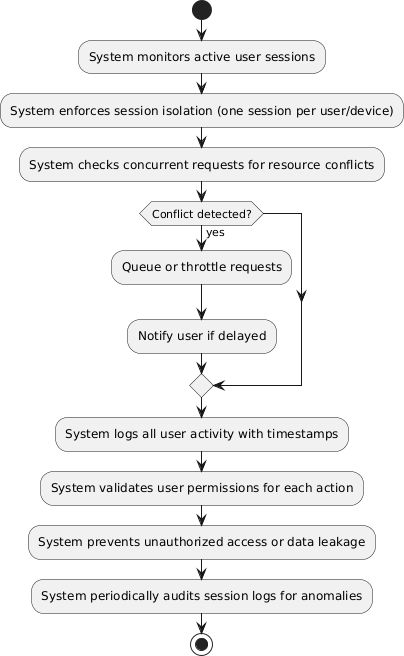 System monitors active user sessions
System enforces session isolation (one session per user/device)
System checks concurrent requests for resource conflicts
Conflict detected?
yes
Queue or throttle requests
Notify user if delayed
System logs all user activity with timestamps
System validates user permissions for each action
System prevents unauthorized access or data leakage
System periodically audits session logs for anomalies